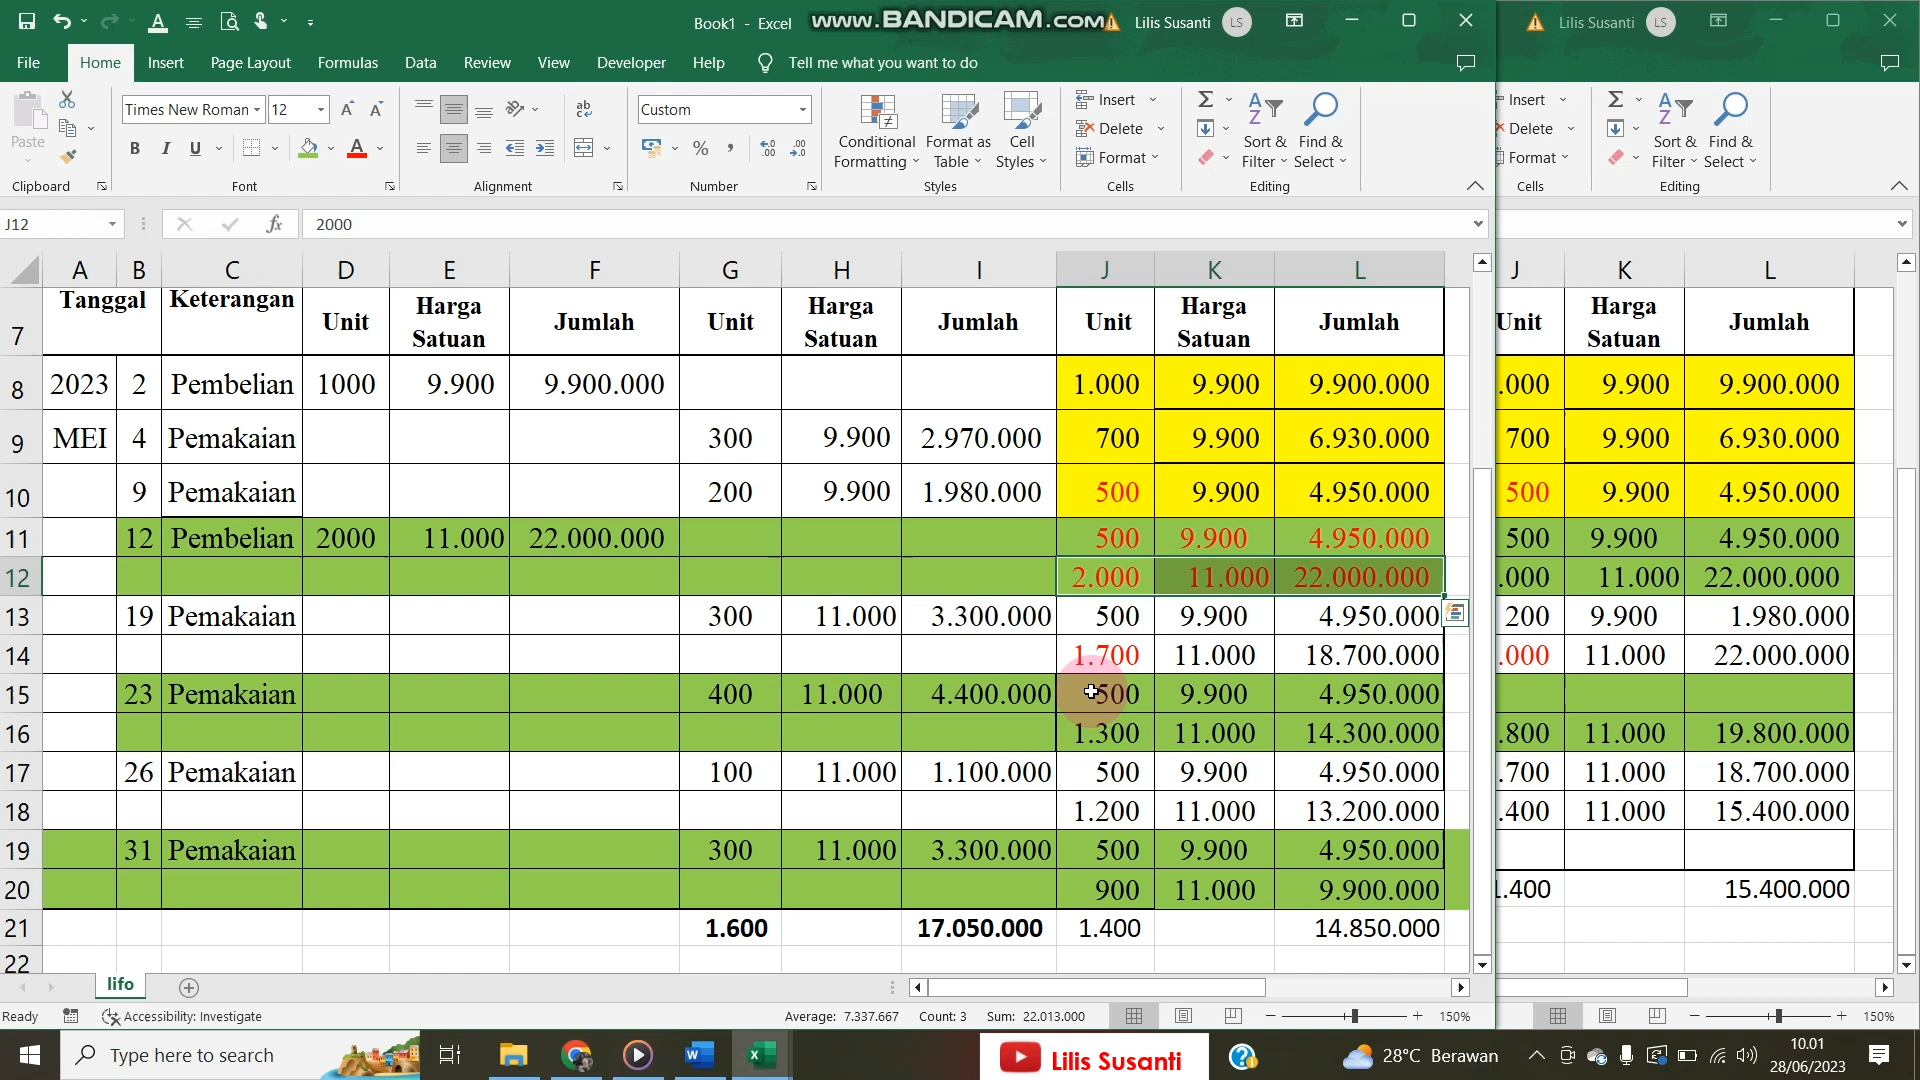 Book1 - Excel www.BANDICAM.com Lilis Susanti LS Lilis Susanti LS
File Home Insert Page Layout Formulas Data Review View Automate Developer Help Tell me what you want to do
Paste Times New Roman 12 ab Custom Conditional Formatting Format as Table Cell Styles Insert Delete Format Sort & Filter Find & Select Insert Delete Format Sort & Filter Find & Select
Clipboard Font Alignment Number Styles Cells Editing Cells Editing
J12 fx 2000
A B C D E F G H I J K L J K L
7 Tanggal Keterangan Unit Harga Satuan Jumlah Unit Harga Satuan Jumlah Unit Harga Satuan Jumlah Unit Harga Satuan Jumlah
8 2023 2 Pembelian 1000 9.900 9.900.000 1.000 9.900 9.900.000 .000 9.900 9.900.000
9 MEI 4 Pemakaian 300 9.900 2.970.000 700 9.900 6.930.000 700 9.900 6.930.000
10 9 Pemakaian 200 9.900 1.980.000 500 9.900 4.950.000 500 9.900 4.950.000
11 12 Pembelian 2000 11.000 22.000.000 500 9.900 4.950.000 500 9.900 4.950.000
12 2.000 11.000 22.000.000 .000 11.000 22.000.000
13 19 Pemakaian 300 11.000 3.300.000 500 9.900 4.950.000 200 9.900 1.980.000
14 1.700 11.000 18.700.000 .000 11.000 22.000.000
15 23 Pemakaian 400 11.000 4.400.000 500 9.900 4.950.000
16 1.300 11.000 14.300.000 .800 11.000 19.800.000
17 26 Pemakaian 100 11.000 1.100.000 500 9.900 4.950.000 .700 11.000 18.700.000
18 1.200 11.000 13.200.000 .400 11.000 15.400.000
19 31 Pemakaian 300 11.000 3.300.000 500 9.900 4.950.000
20 900 11.000 9.900.000 1.400 15.400.000
21 1.600 17.050.000 1.400 14.850.000
22
lifo
Ready Accessibility: Investigate Average: 7.337.667 Count: 3 Sum: 22.013.000 150% 150%
Type here to search Lilis Susanti 28°C Berawan 10.01
28/06/2023